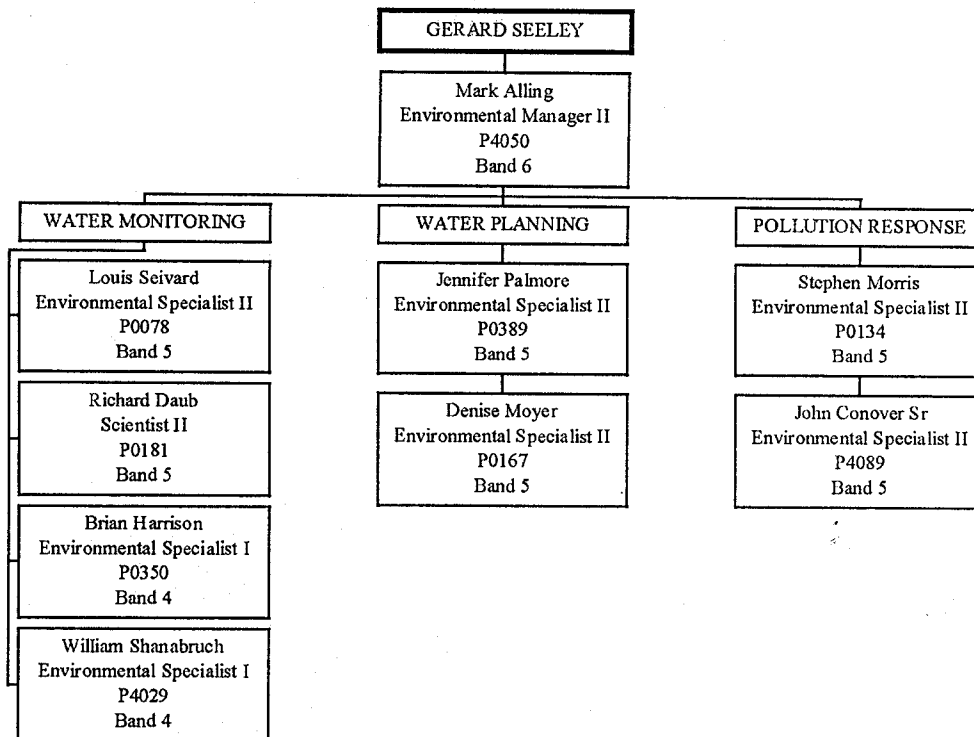 GERARD SEELEY
Mark Alling
Environmental Manager II
P4050
Band 6
WATER MONITORING
Louis Seivard
Environmental Specialist II
P0078
Band 5
Richard Daub
Scientist II
P0181
Band 5
Brian Harrison
Environmental Specialist I
P0350
Band 4
William Shanabruch
Environmental Specialist I
P4029
Band 4
WATER PLANNING
Jennifer Palmore
Environmental Specialist II
P0389
Band 5
Denise Moyer
Environmental Specialist II
P0167
Band 5
POLLUTION RESPONSE
Stephen Morris
Environmental Specialist II
P0134
Band 5
John Conover Sr
Environmental Specialist II
P4089
Band 5